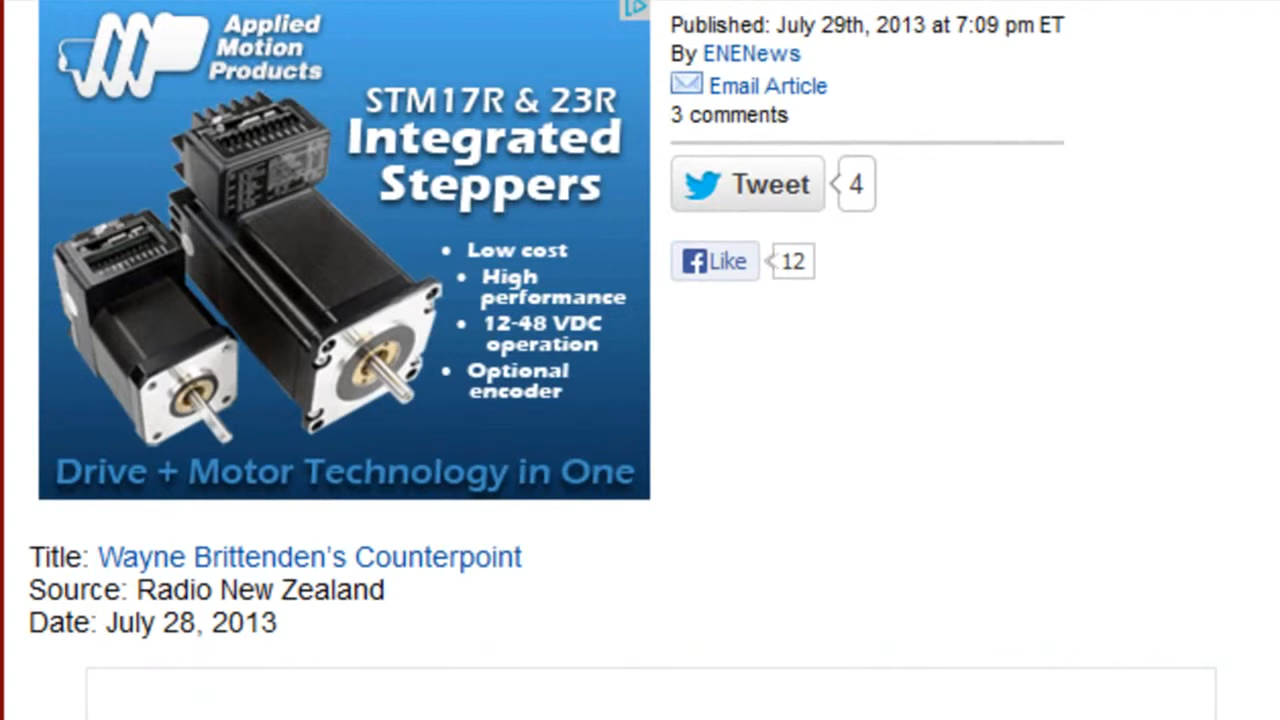 Applied
Motion
Products
STM17R & 23R
Integrated
Steppers
• Low cost
• High
performance
• 12-48 VDC
operation
• Optional
encoder
Drive + Motor Technology in One
Published: July 29th, 2013 at 7:09 pm ET
By ENENews
Email Article
3 comments
Tweet 4
Like 12
Title: Wayne Brittenden's Counterpoint
Source: Radio New Zealand
Date: July 28, 2013